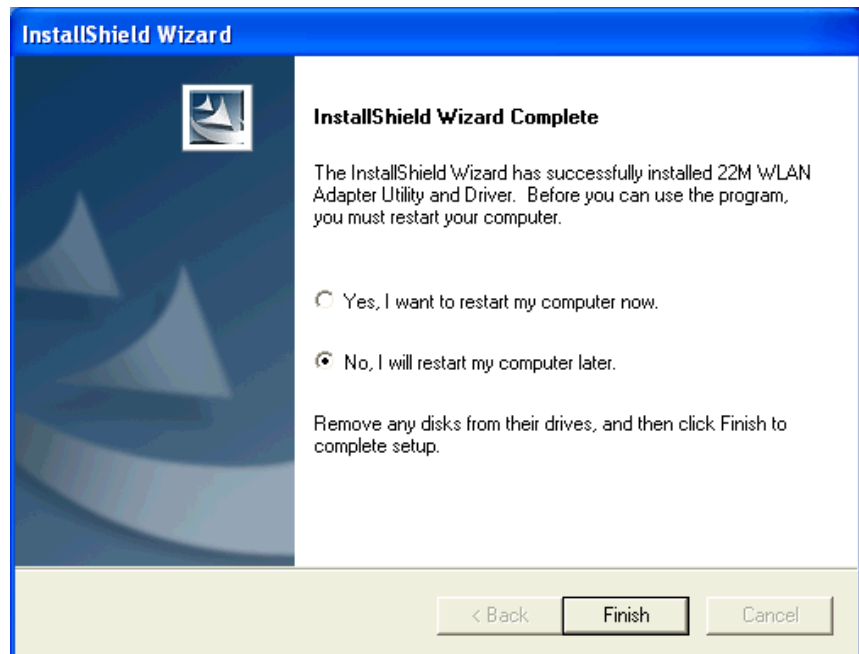 InstallShield Wizard
InstallShield Wizard Complete
The InstallShield Wizard has successfully installed 22M WLAN
Adapter Utility and Driver.  Before you can use the program,
you must restart your computer.
Yes, I want to restart my computer now.
No, I will restart my computer later.
Remove any disks from their drives, and then click Finish to
complete setup.
< Back
Finish
Cancel